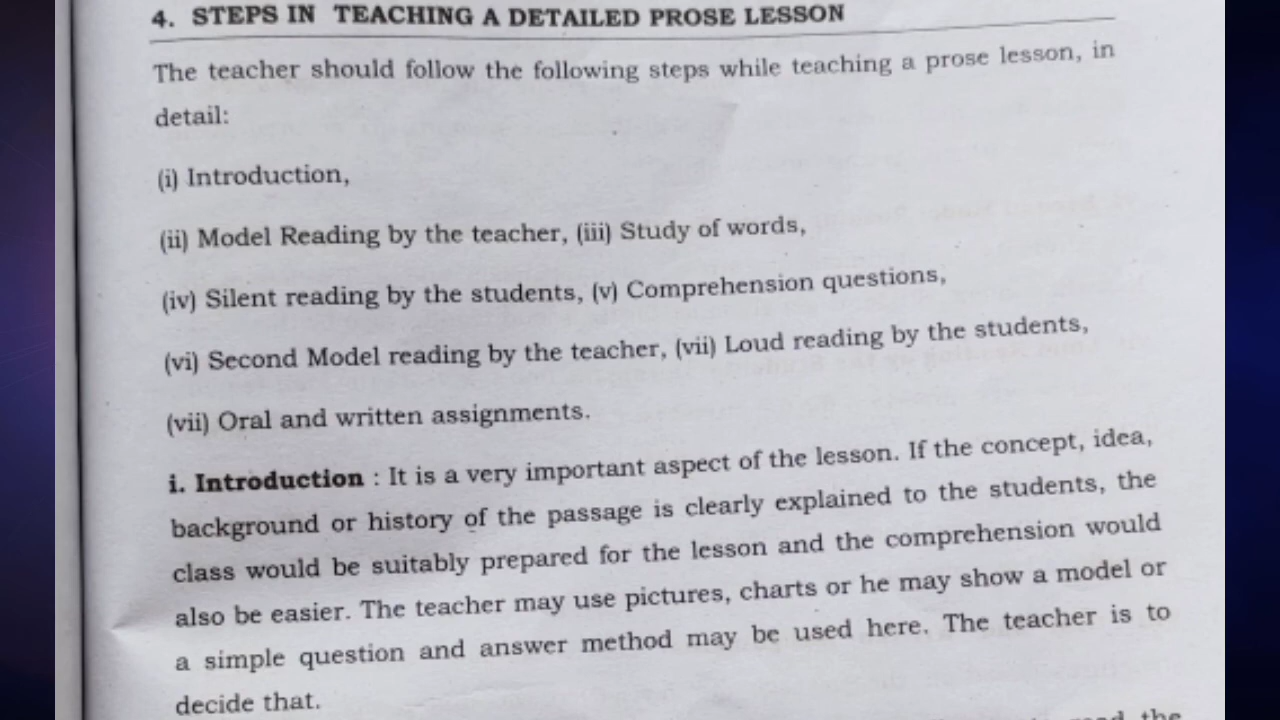 4. STEPS IN TEACHING A DETAILED PROSE LESSON
The teacher should follow the following steps while teaching a prose lesson, in
detail:
(i) Introduction,
(ii) Model Reading by the teacher, (iii) Study of words,
(iv) Silent reading by the students, (v) Comprehension questions,
(vi) Second Model reading by the teacher, (vii) Loud reading by the students,
(vii) Oral and written assignments.
i. Introduction : It is a very important aspect of the lesson. If the concept, idea,
background or history of the passage is clearly explained to the students, the
class would be suitably prepared for the lesson and the comprehension would
also be easier. The teacher may use pictures, charts or he may show a model or
a simple question and answer method may be used here. The teacher is to
decide that.
the